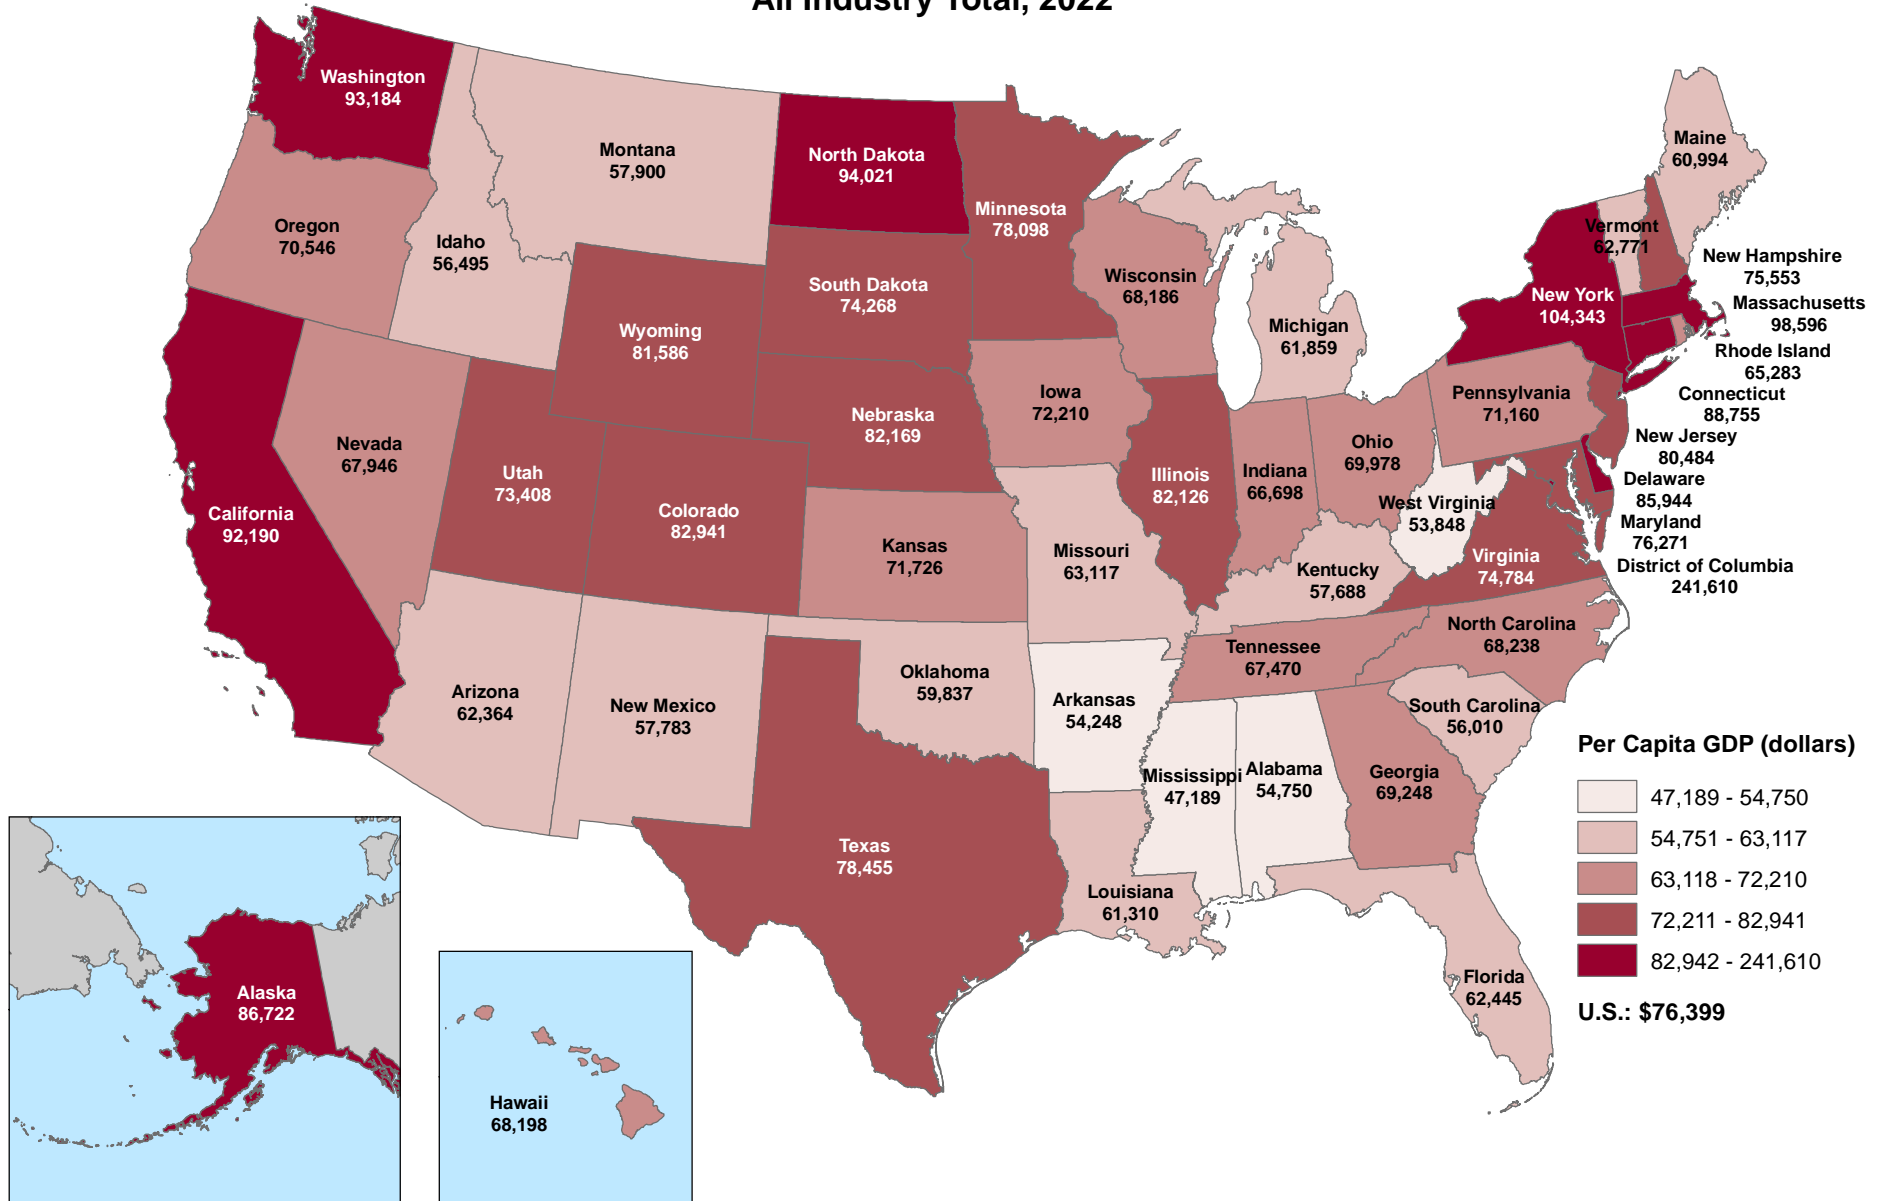 All Industry Total, 2022
Washington
93,184
Montana
57,900
North Dakota
94,021
Minnesota
78,098
Maine
60,994
Oregon
70,546
Idaho
56,495
Vermont
62,771
New Hampshire
75,553
South Dakota
74,268
Wisconsin
68,186
New York
104,343
Massachusetts
98,596
Wyoming
81,586
Michigan
61,859
Rhode Island
65,283
Connecticut
88,755
Iowa
72,210
Pennsylvania
71,160
Nebraska
82,169
New Jersey
80,484
Nevada
67,946
Ohio
69,978
Utah
73,408
Illinois
82,126
Indiana
66,698
Delaware
85,944
California
92,190
Colorado
82,941
West Virginia
53,848
Maryland
76,271
Kansas
71,726
Missouri
63,117
Virginia
74,784
District of Columbia
241,610
Kentucky
57,688
North Carolina
68,238
Tennessee
67,470
Arizona
62,364
New Mexico
57,783
Oklahoma
59,837
Arkansas
54,248
South Carolina
56,010
Mississippi
47,189
Alabama
54,750
Georgia
69,248
Texas
78,455
Louisiana
61,310
Florida
62,445
Alaska
86,722
Hawaii
68,198
Per Capita GDP (dollars)
47,189 - 54,750
54,751 - 63,117
63,118 - 72,210
72,211 - 82,941
82,942 - 241,610
U.S.: $76,399